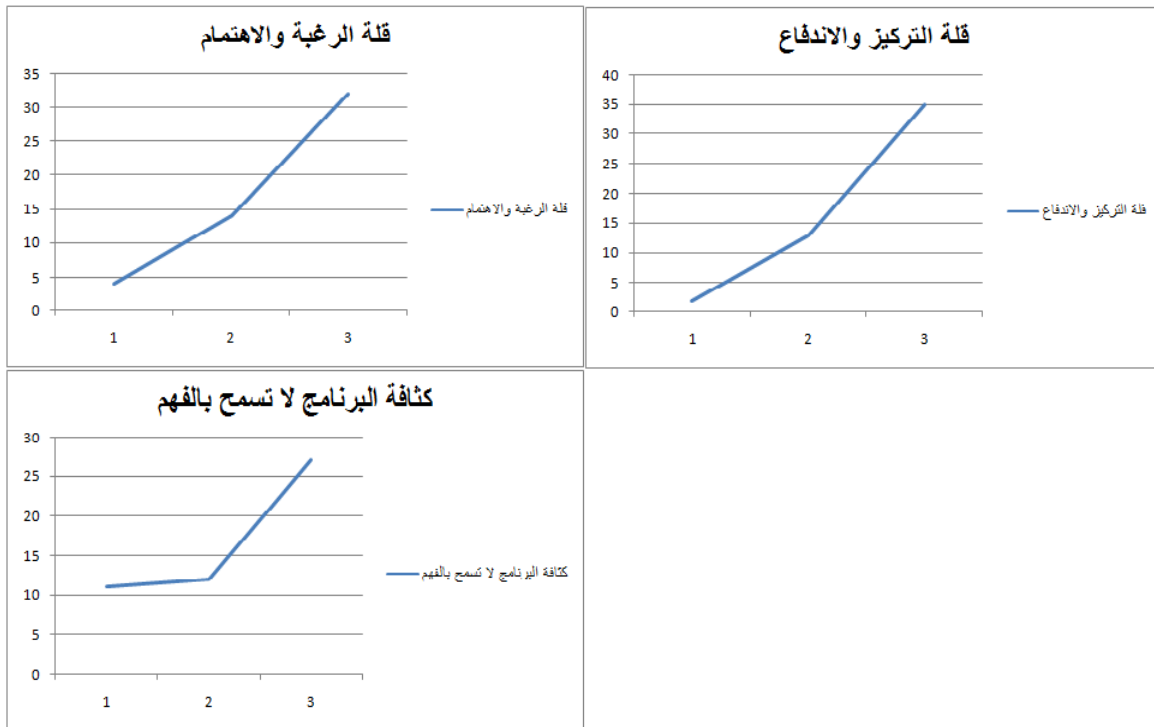 قلة الرغبة والاهتمام
35
30
25
20
15
10
5
0
1 2 3
قلة الرغبة والاهتمام
قلة التركيز والاندفاع
40
35
30
25
20
15
10
5
0
1 2 3
قلة التركيز والاندفاع
كثافة البرنامج لا تسمح بالفهم
30
25
20
15
10
5
0
1 2 3
كثافة البرنامج لا تسمح بالفهم